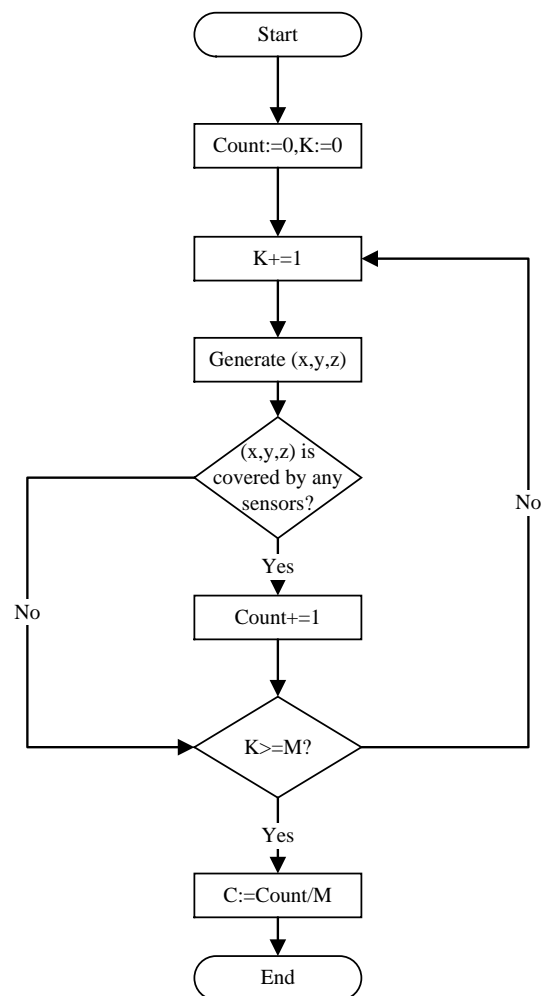 Start
Count:=0,K:=0
K+=1
Generate (x,y,z)
(x,y,z) is
covered by any
sensors?
No
Yes
No
Count+=1
K>=M?
Yes
C:=Count/M
End